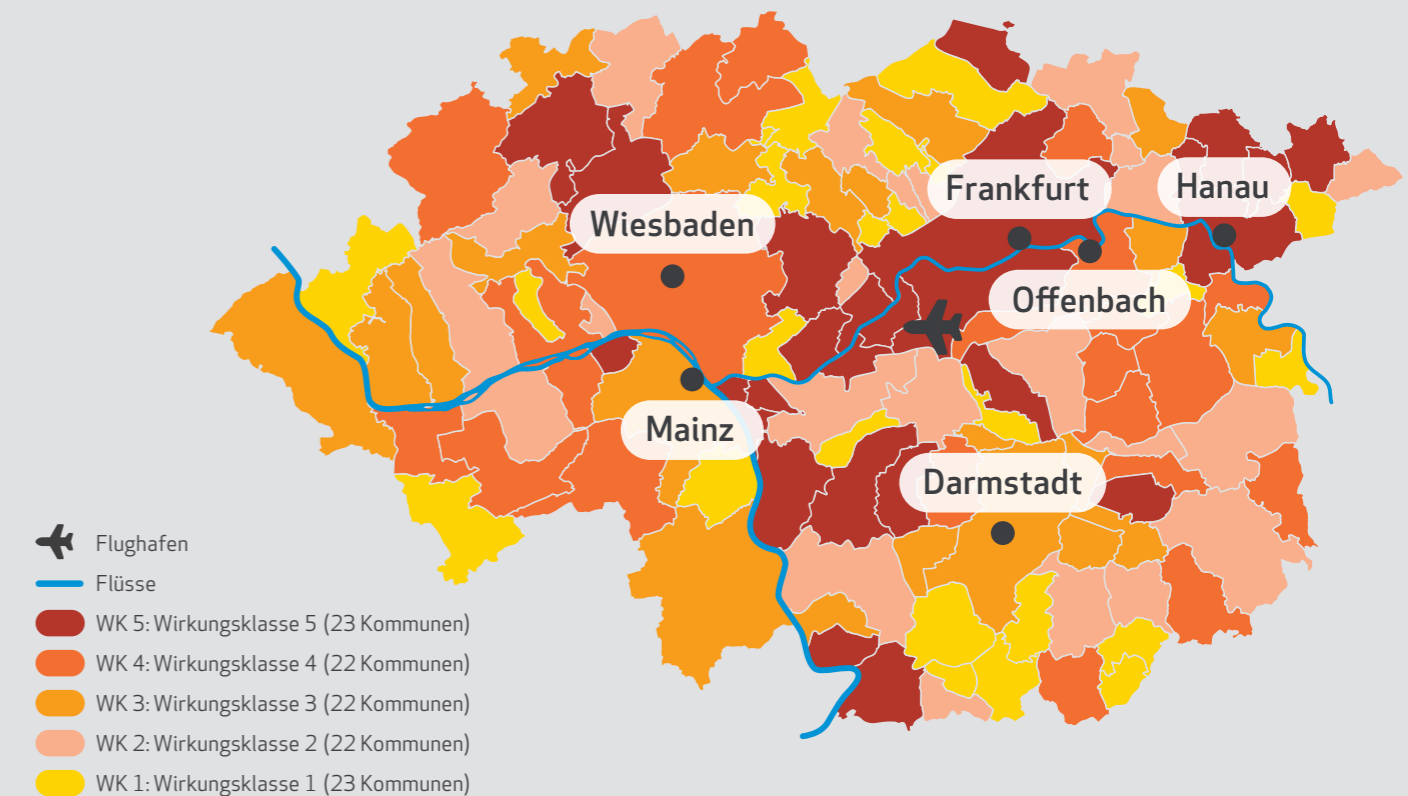 Frankfurt
Hanau
Wiesbaden
Offenbach
Mainz
Darmstadt
Flughafen
Flüsse
WK 5: Wirkungsklasse 5 (23 Kommunen)
WK 4: Wirkungsklasse 4 (22 Kommunen)
WK 3: Wirkungsklasse 3 (22 Kommunen)
WK 2: Wirkungsklasse 2 (22 Kommunen)
WK 1: Wirkungsklasse 1 (23 Kommunen)